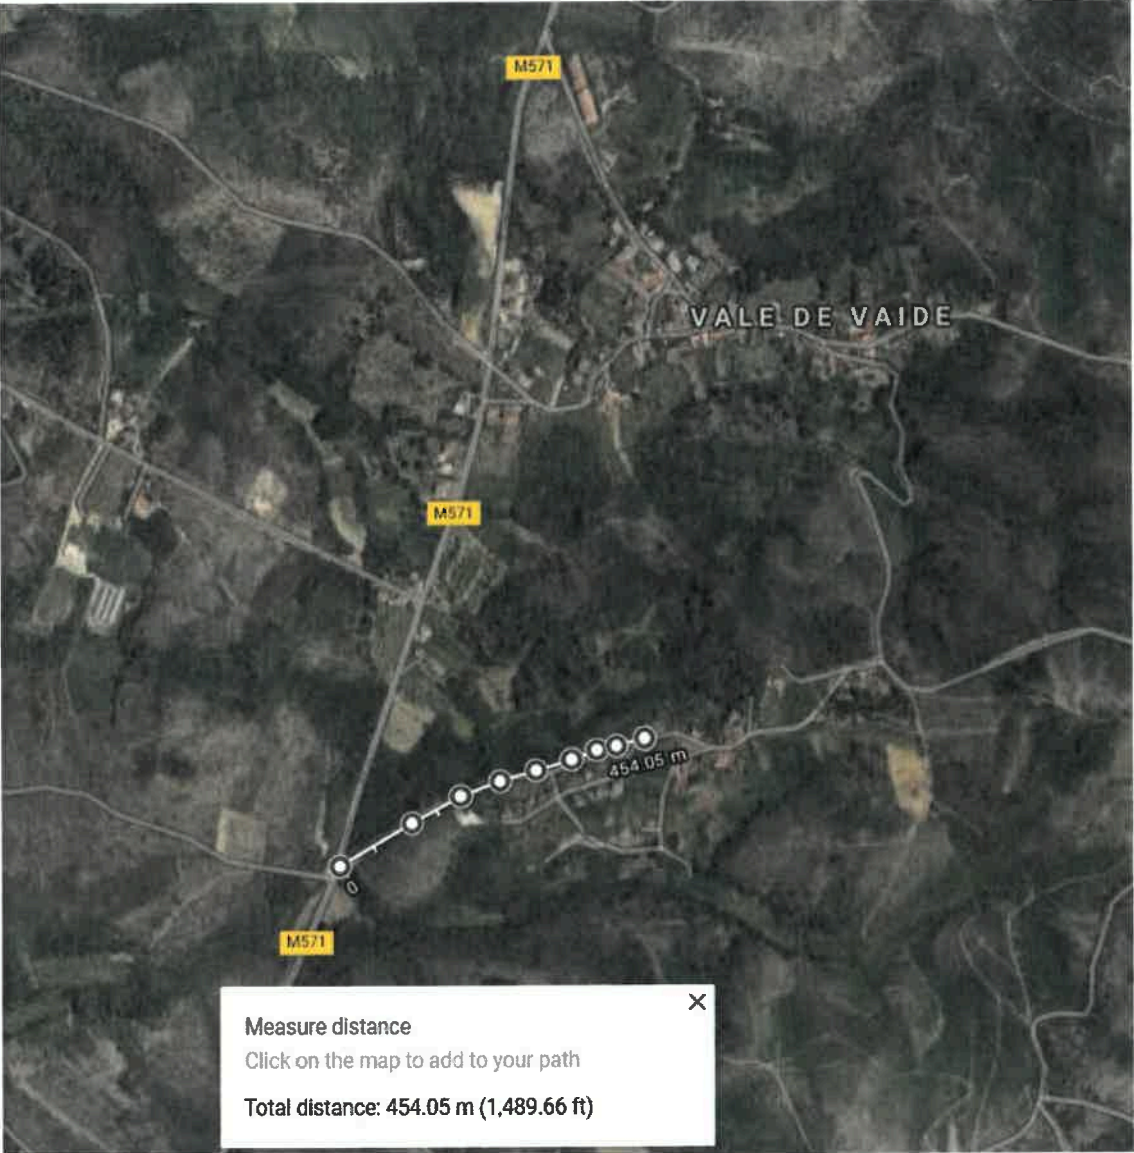 M571
VALE DE VAIDE
M571
454.05 m
0
M571
Measure distance
Click on the map to add to your path
Total distance: 454.05 m (1,489.66 ft)